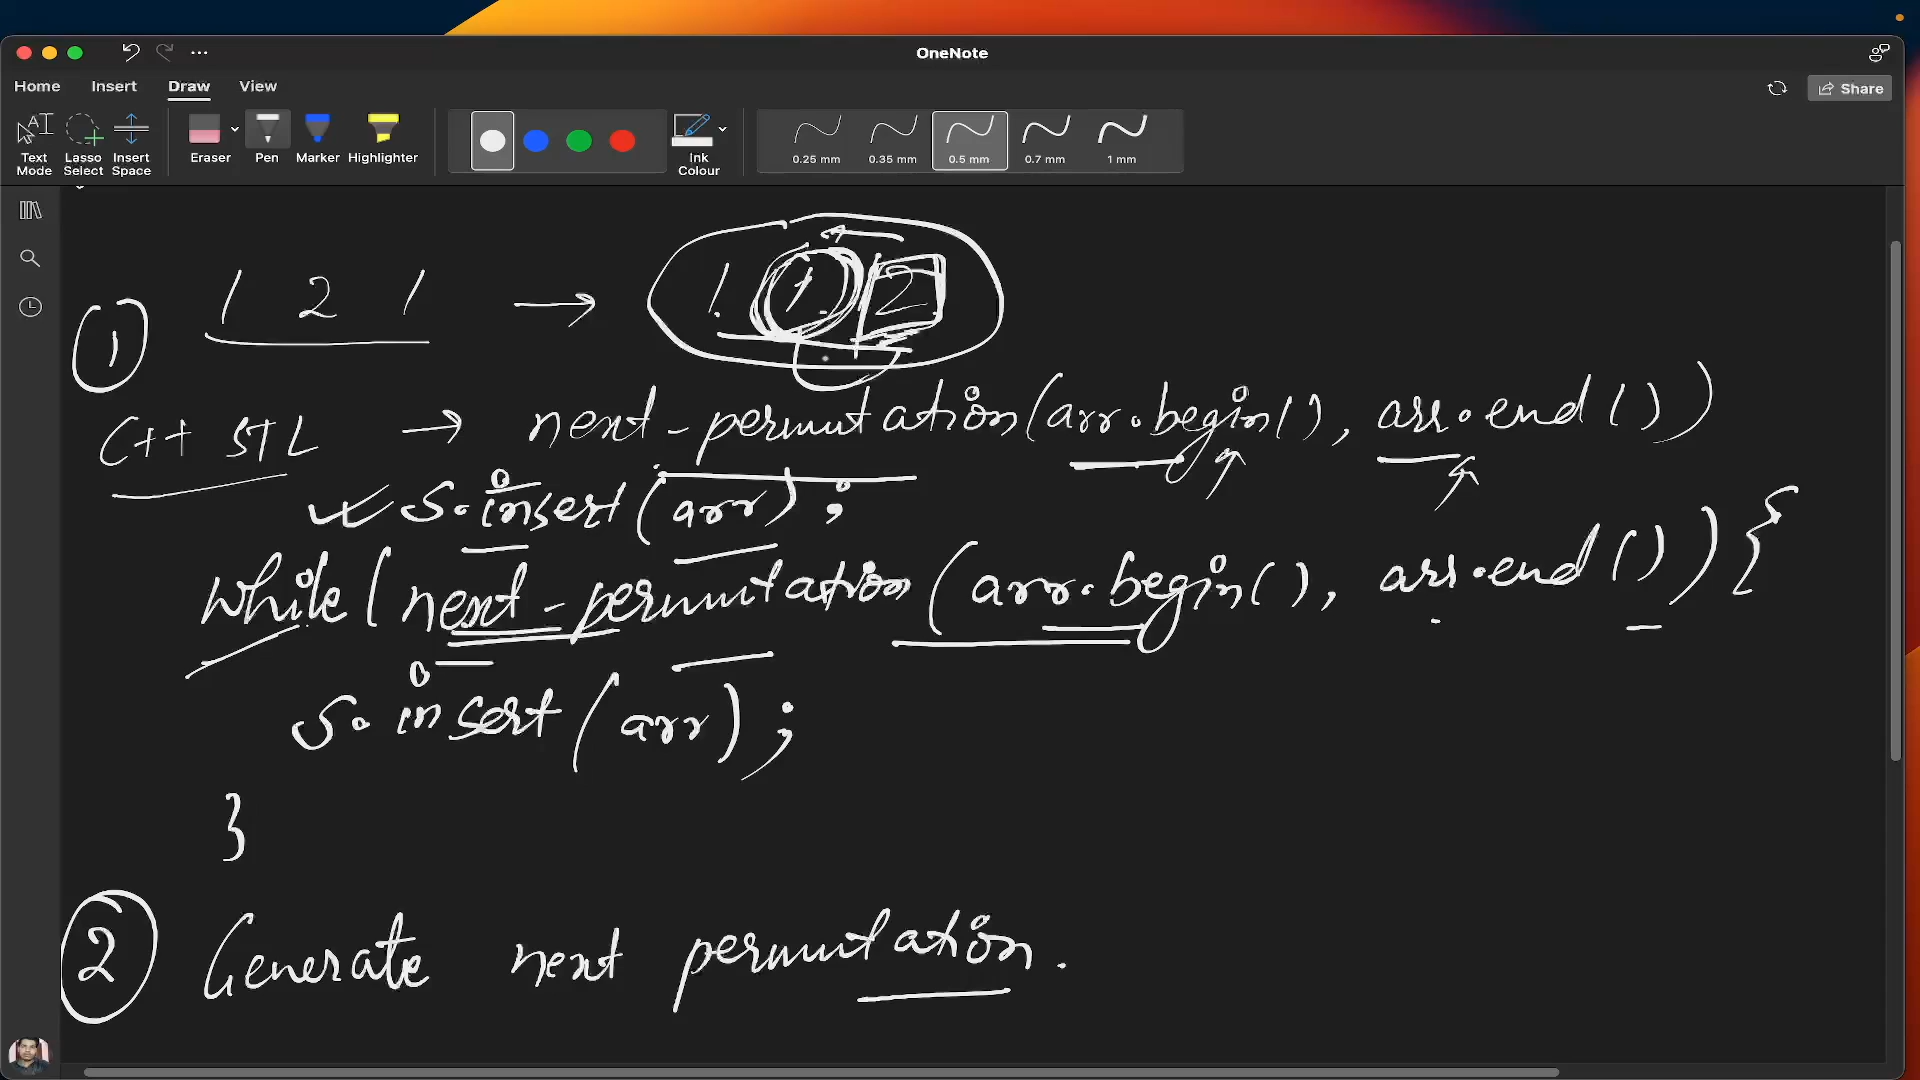 OneNote
Home Insert Draw View
Share
Text Mode
Lasso Select
Insert Space
Eraser
Pen
Marker
Highlighter
Ink Colour
0.25 mm
0.35 mm
0.5 mm
0.7 mm
1 mm
① 1 2 1 → 1 1 2
C++ STL → next-permutation(arr.begin(), arr.end())
S.insert(arr);
while(next-permutation(arr.begin(), arr.end()){
S.insert(arr);
}
② Generate next permutation.